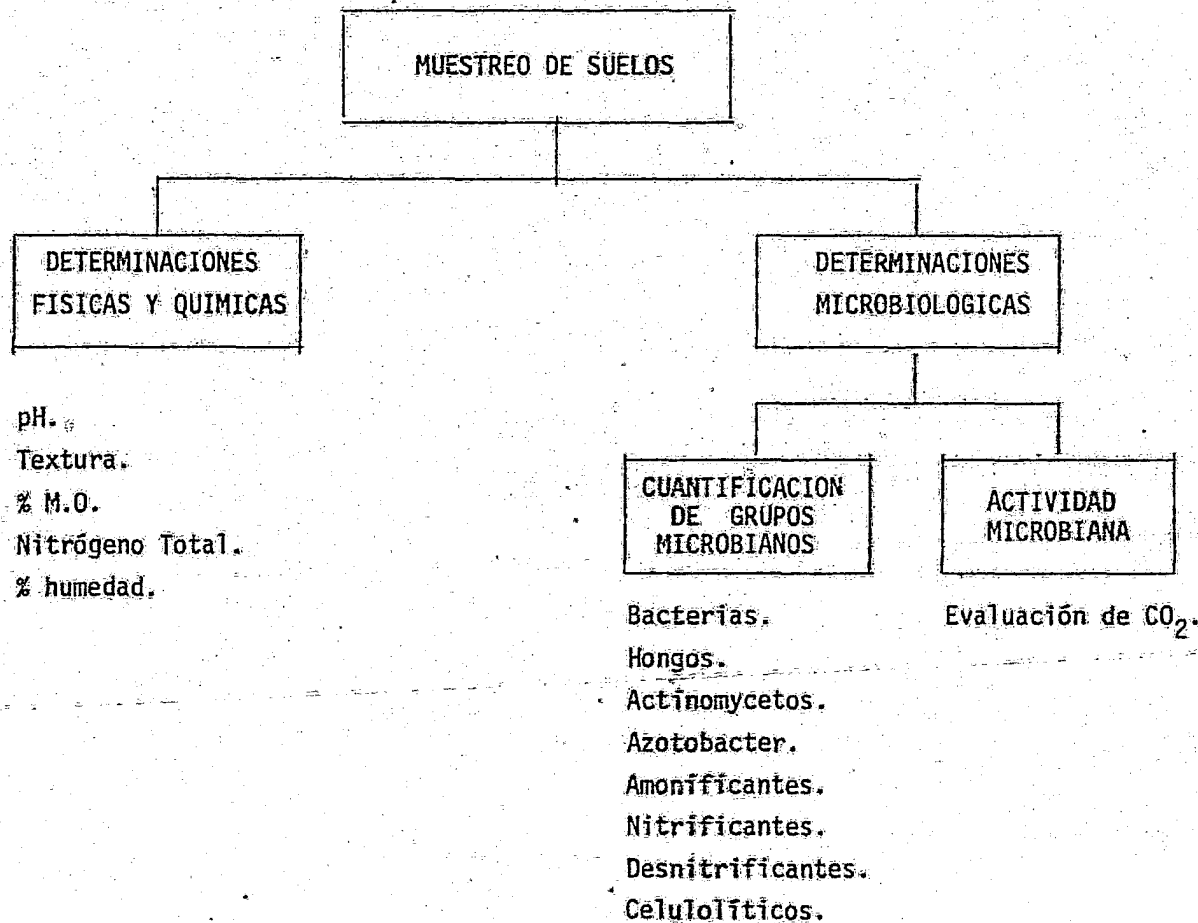 MUESTREO DE SUELOS
DETERMINACIONES
FISICAS Y QUIMICAS
pH.
Textura.
% M.O.
Nitrógeno Total.
% humedad.
DETERMINACIONES
MICROBIOLOGICAS
CUANTIFICACION
DE GRUPOS
MICROBIANOS
Bacterias.
Hongos.
Actinomycetos.
Azotobacter.
Amonificantes.
Nitrificantes.
Desnitrificantes.
Celulolíticos.
ACTIVIDAD
MICROBIANA
Evaluación de CO₂.